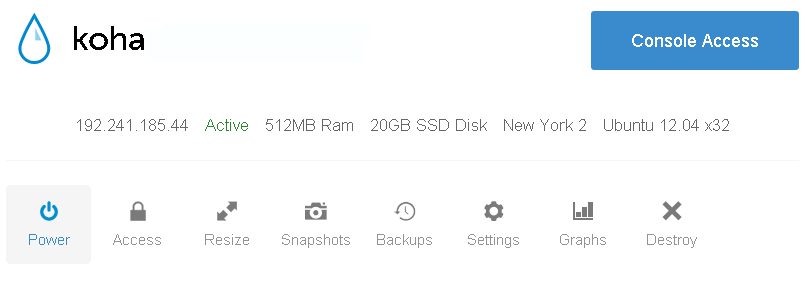 koha
Console Access
192.241.185.44 Active 512MB Ram 20GB SSD Disk New York 2 Ubuntu 12.04 x32
Power Access Resize Snapshots Backups Settings Graphs Destroy